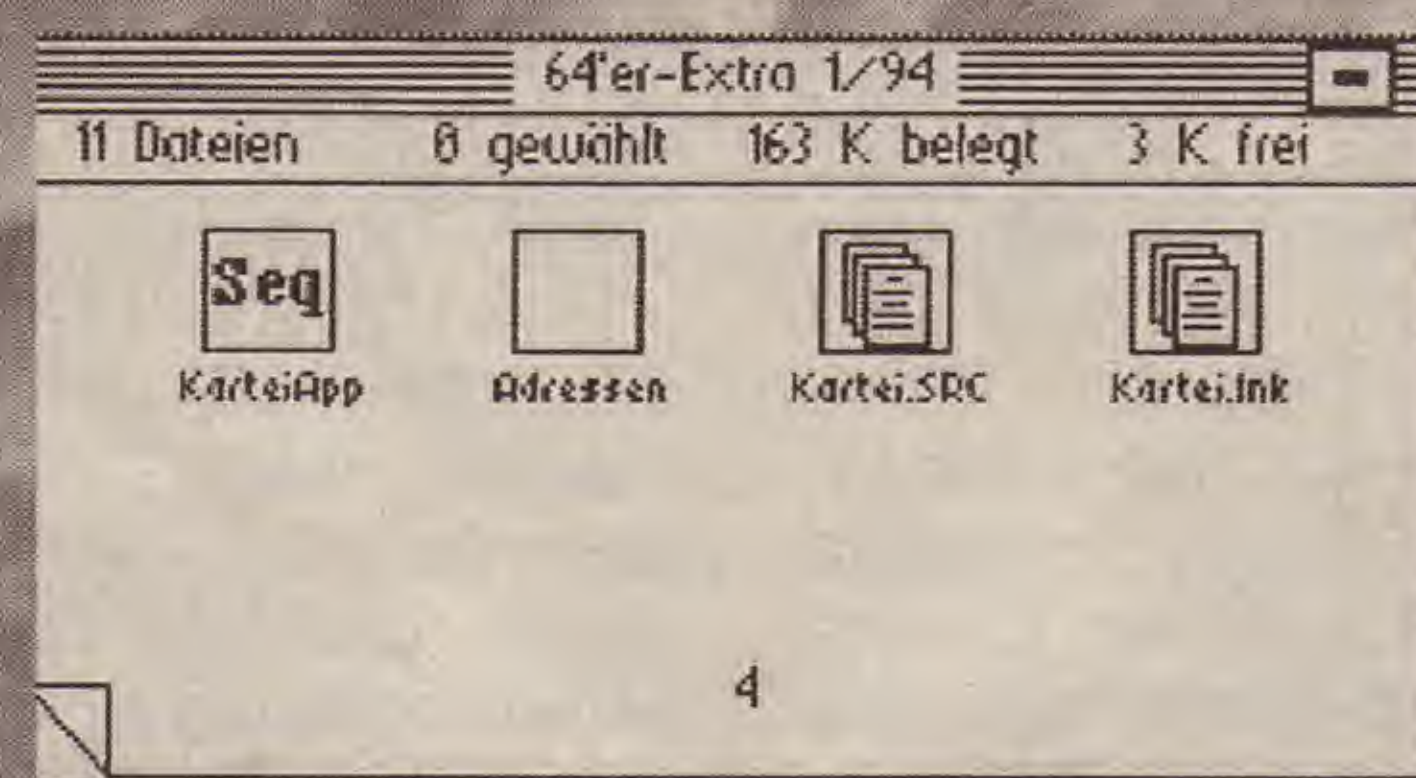 64'er-Extra 1/94
11 Dateien 0 gewählt 163 K belegt 3 K frei
Seq
KarteiApp Adressen Kartei.SRC Kartei.lnk
4